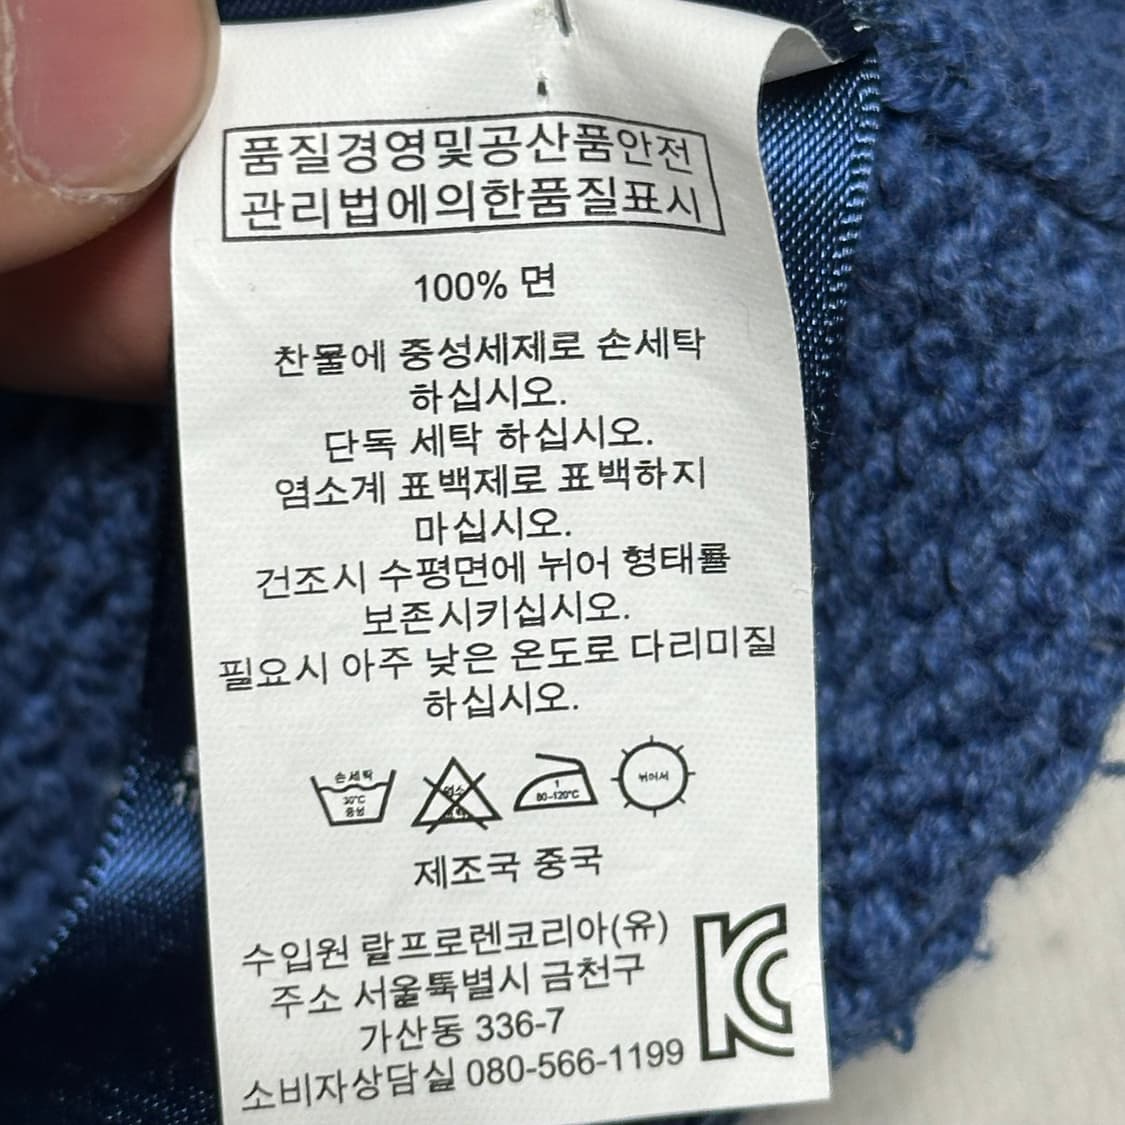 품질경영및공산품안전
관리법에의한품질표시
100% 면
찬물에 중성세제로 손세탁
하십시오.
단독 세탁 하십시오.
염소계 표백제로 표백하지
마십시오.
건조시 수평면에 뉘어 형태를
보존시키십시오.
필요시 아주 낮은 온도로 다리미질
하십시오.
손세탁
30°C
중성
염소
표백
1
80-120°C
뉘어서
제조국 중국
수입원 랄프로렌코리아(유)
주소 서울특별시 금천구
가산동 336-7
소비자상담실 080-566-1199
KC